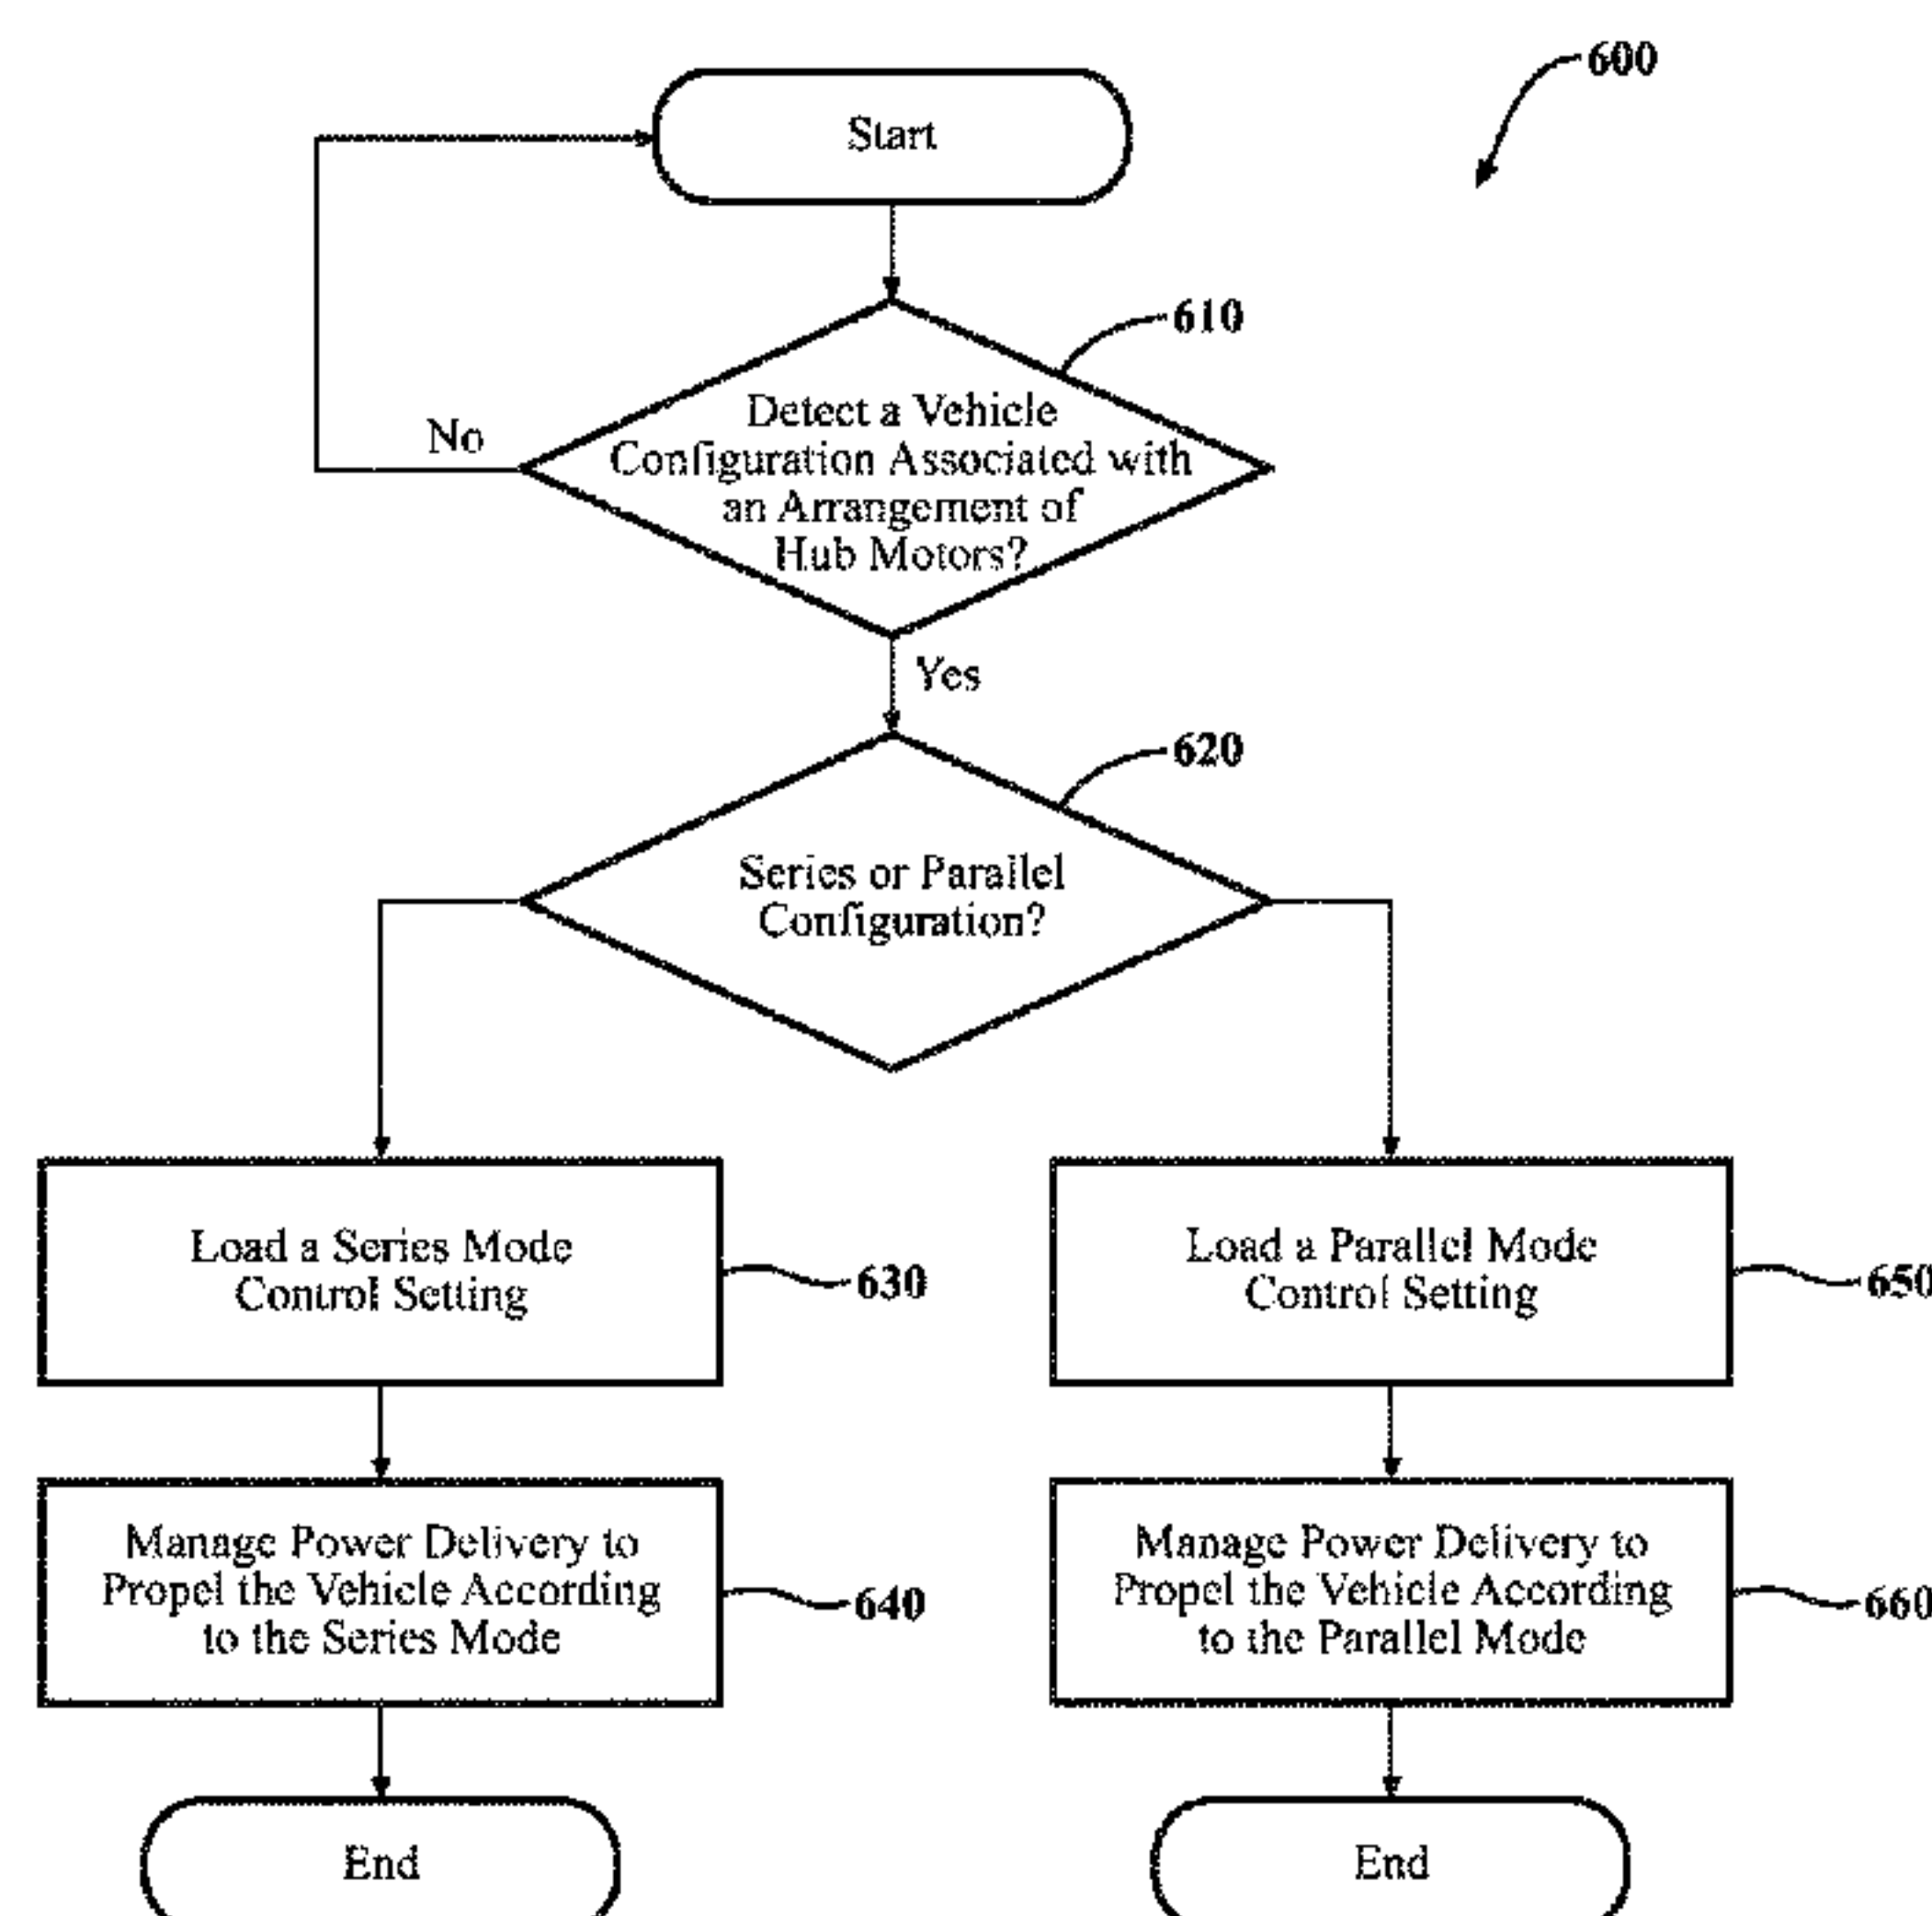 600
Start
610
Detect a Vehicle
Configuration Associated with
an Arrangement of
Hub Motors?
No
Yes
620
Series or Parallel
Configuration?
Load a Series Mode
Control Setting
630
Load a Parallel Mode
Control Setting
650
Manage Power Delivery to
Propel the Vehicle According
to the Series Mode
640
Manage Power Delivery to
Propel the Vehicle According
to the Parallel Mode
660
End
End